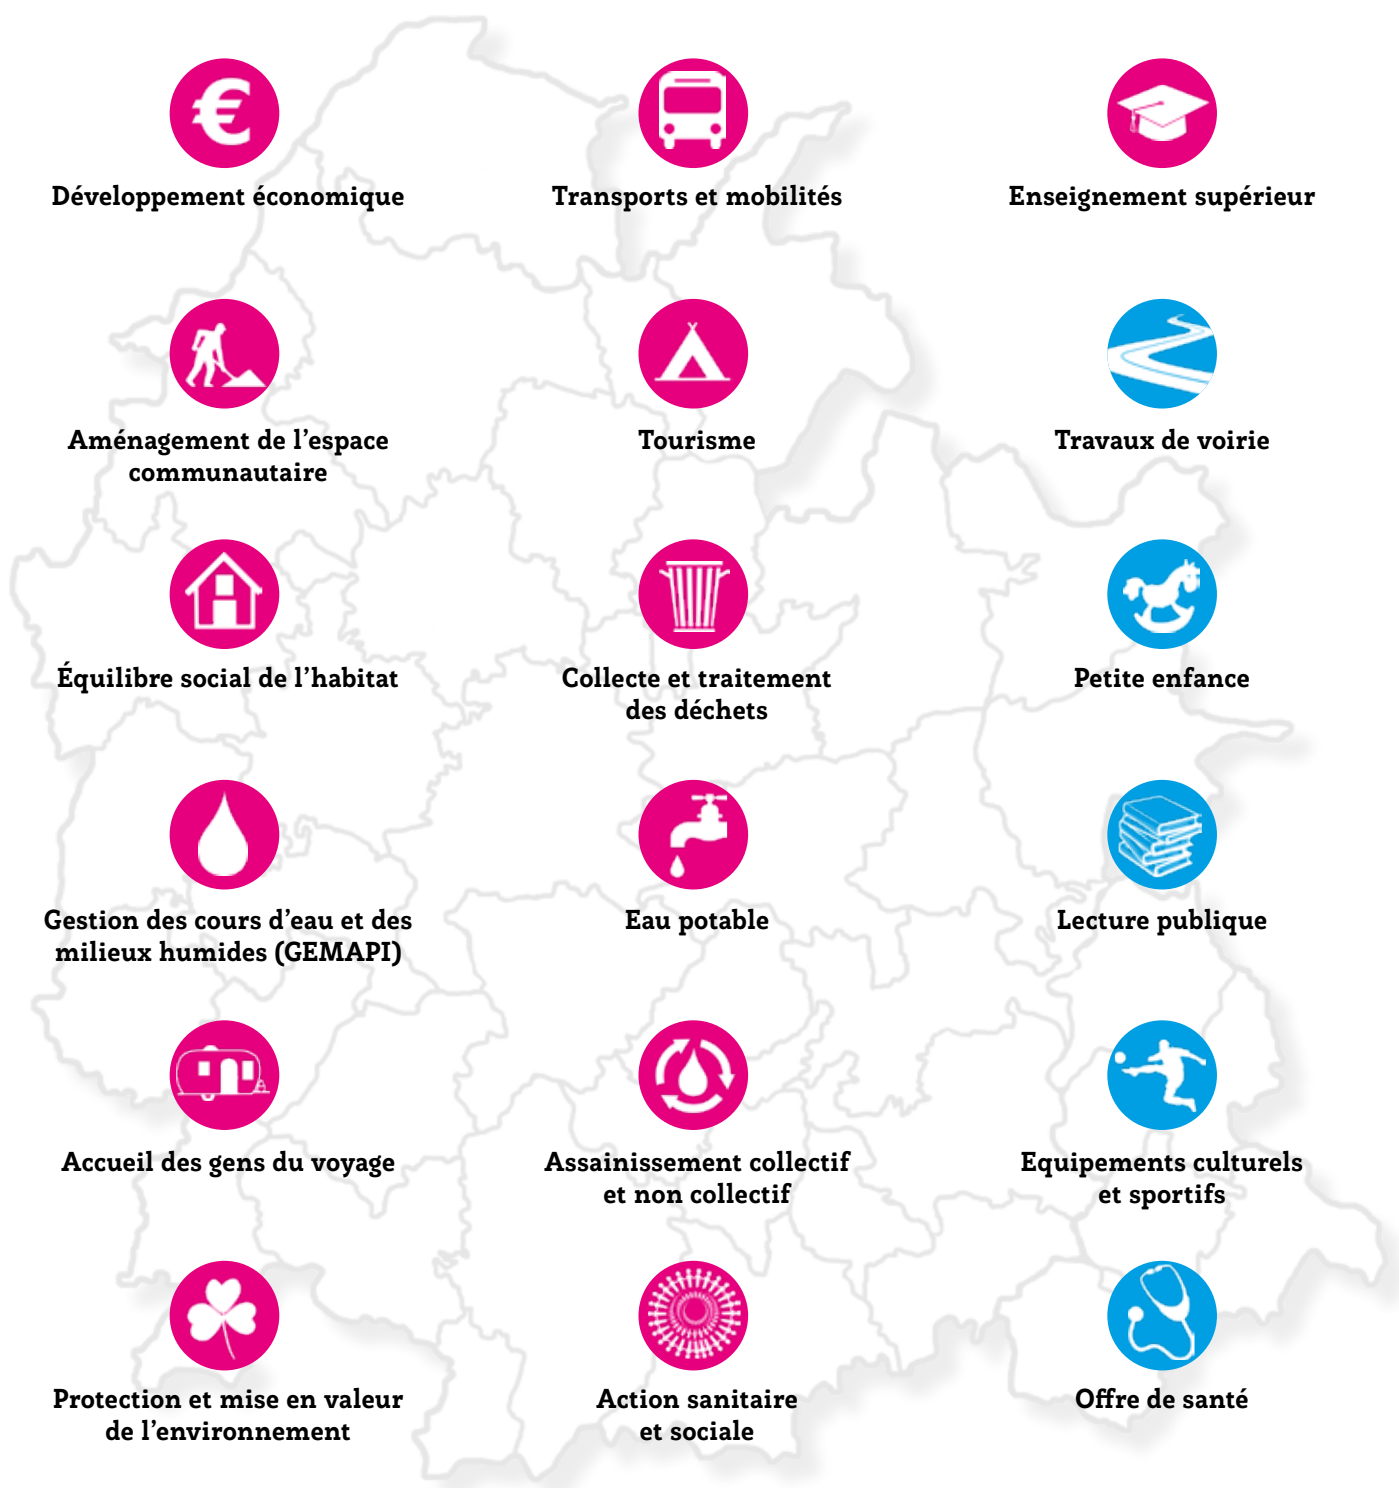 Développement économique
Transports et mobilités
Enseignement supérieur
Aménagement de l'espace
communautaire
Tourisme
Travaux de voirie
Équilibre social de l'habitat
Collecte et traitement
des déchets
Petite enfance
Gestion des cours d'eau et des
milieux humides (GEMAPI)
Eau potable
Lecture publique
Accueil des gens du voyage
Assainissement collectif
et non collectif
Equipements culturels
et sportifs
Protection et mise en valeur
de l'environnement
Action sanitaire
et sociale
Offre de santé